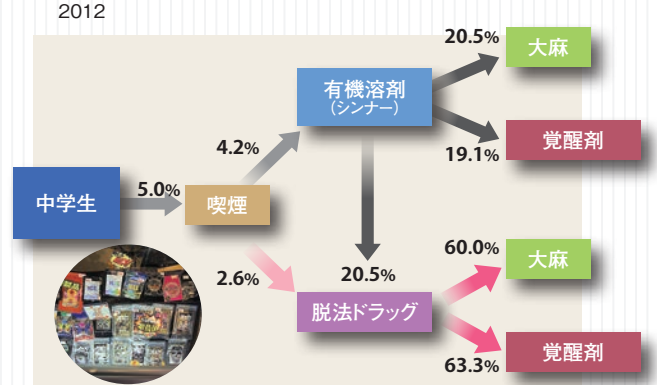 2012
20.5%
大麻
有機溶剤
(シンナー)
4.2%
19.1%
覚醒剤
中学生
5.0%
喫煙
60.0%
大麻
2.6%
20.5%
脱法ドラッグ
63.3%
覚醒剤